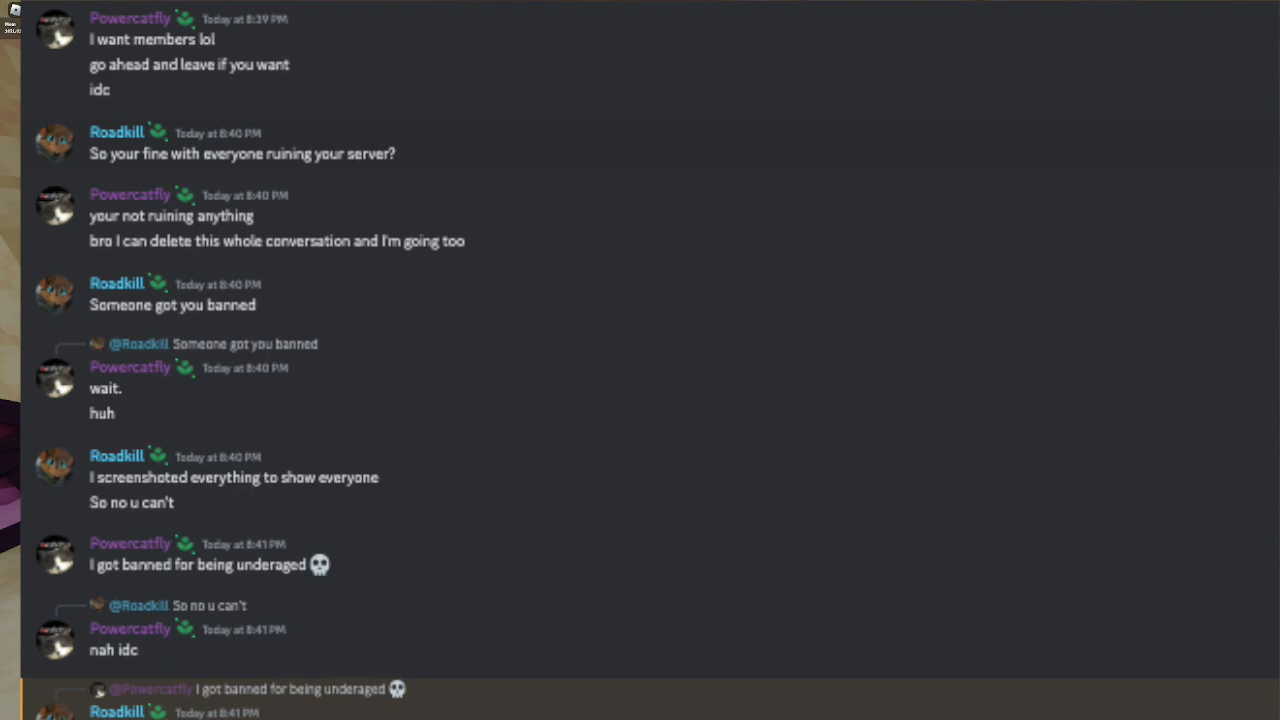 Powercatfly Today at 8:39 PM
I want members lol
go ahead and leave if you want
idc
Roadkill Today at 8:40 PM
So your fine with everyone ruining your server?
Powercatfly Today at 8:40 PM
your not ruining anything
bro I can delete this whole conversation and I'm going too
Roadkill Today at 8:40 PM
Someone got you banned
@Roadkill Someone got you banned
Powercatfly Today at 8:40 PM
wait.
huh
Roadkill Today at 8:40 PM
I screenshoted everything to show everyone
So no u can't
Powercatfly Today at 8:41 PM
I got banned for being underaged 💀
@Roadkill So no u can't
Powercatfly Today at 8:41 PM
nah idc
@Powercatfly I got banned for being underaged 💀
Roadkill Today at 8:41 PM